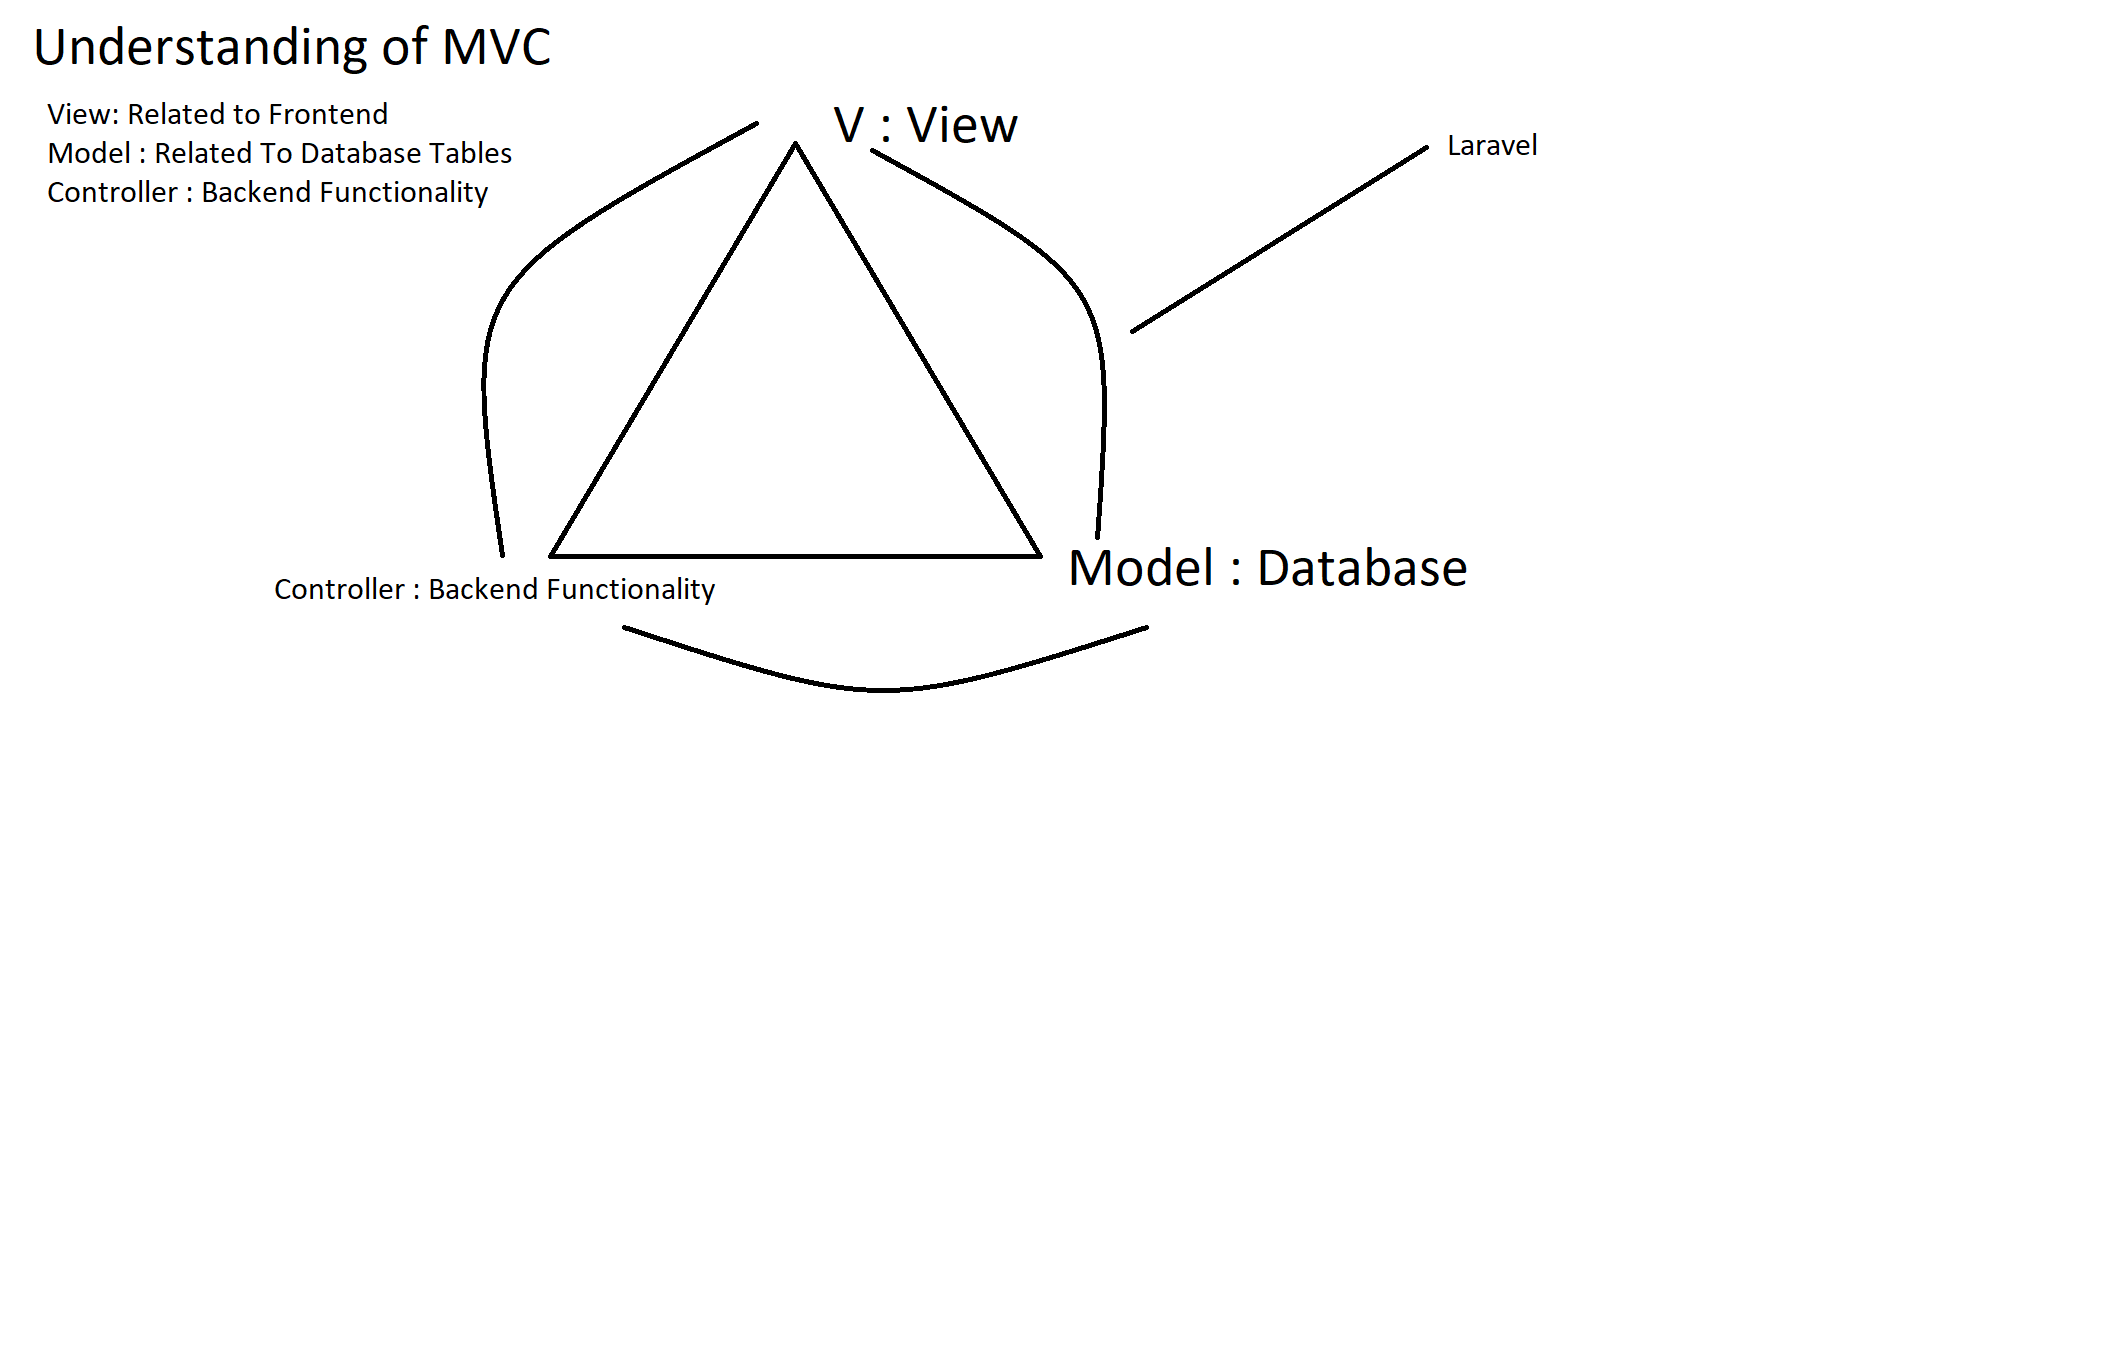 Understanding of MVC
View: Related to Frontend
Model : Related To Database Tables
Controller : Backend Functionality
V : View
Laravel
Controller : Backend Functionality
Model : Database